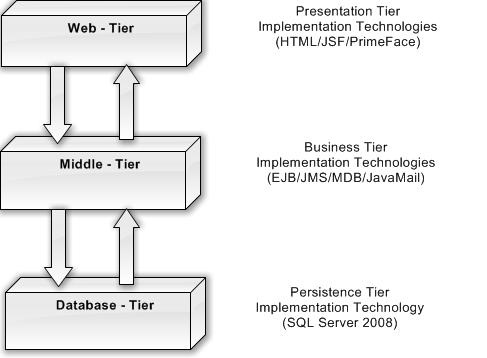 Web - Tier
Presentation Tier
Implementation Technologies
(HTML/JSF/PrimeFace)
Middle - Tier
Business Tier
Implementation Technologies
(EJB/JMS/MDB/JavaMail)
Database - Tier
Persistence Tier
Implementation Technology
(SQL Server 2008)